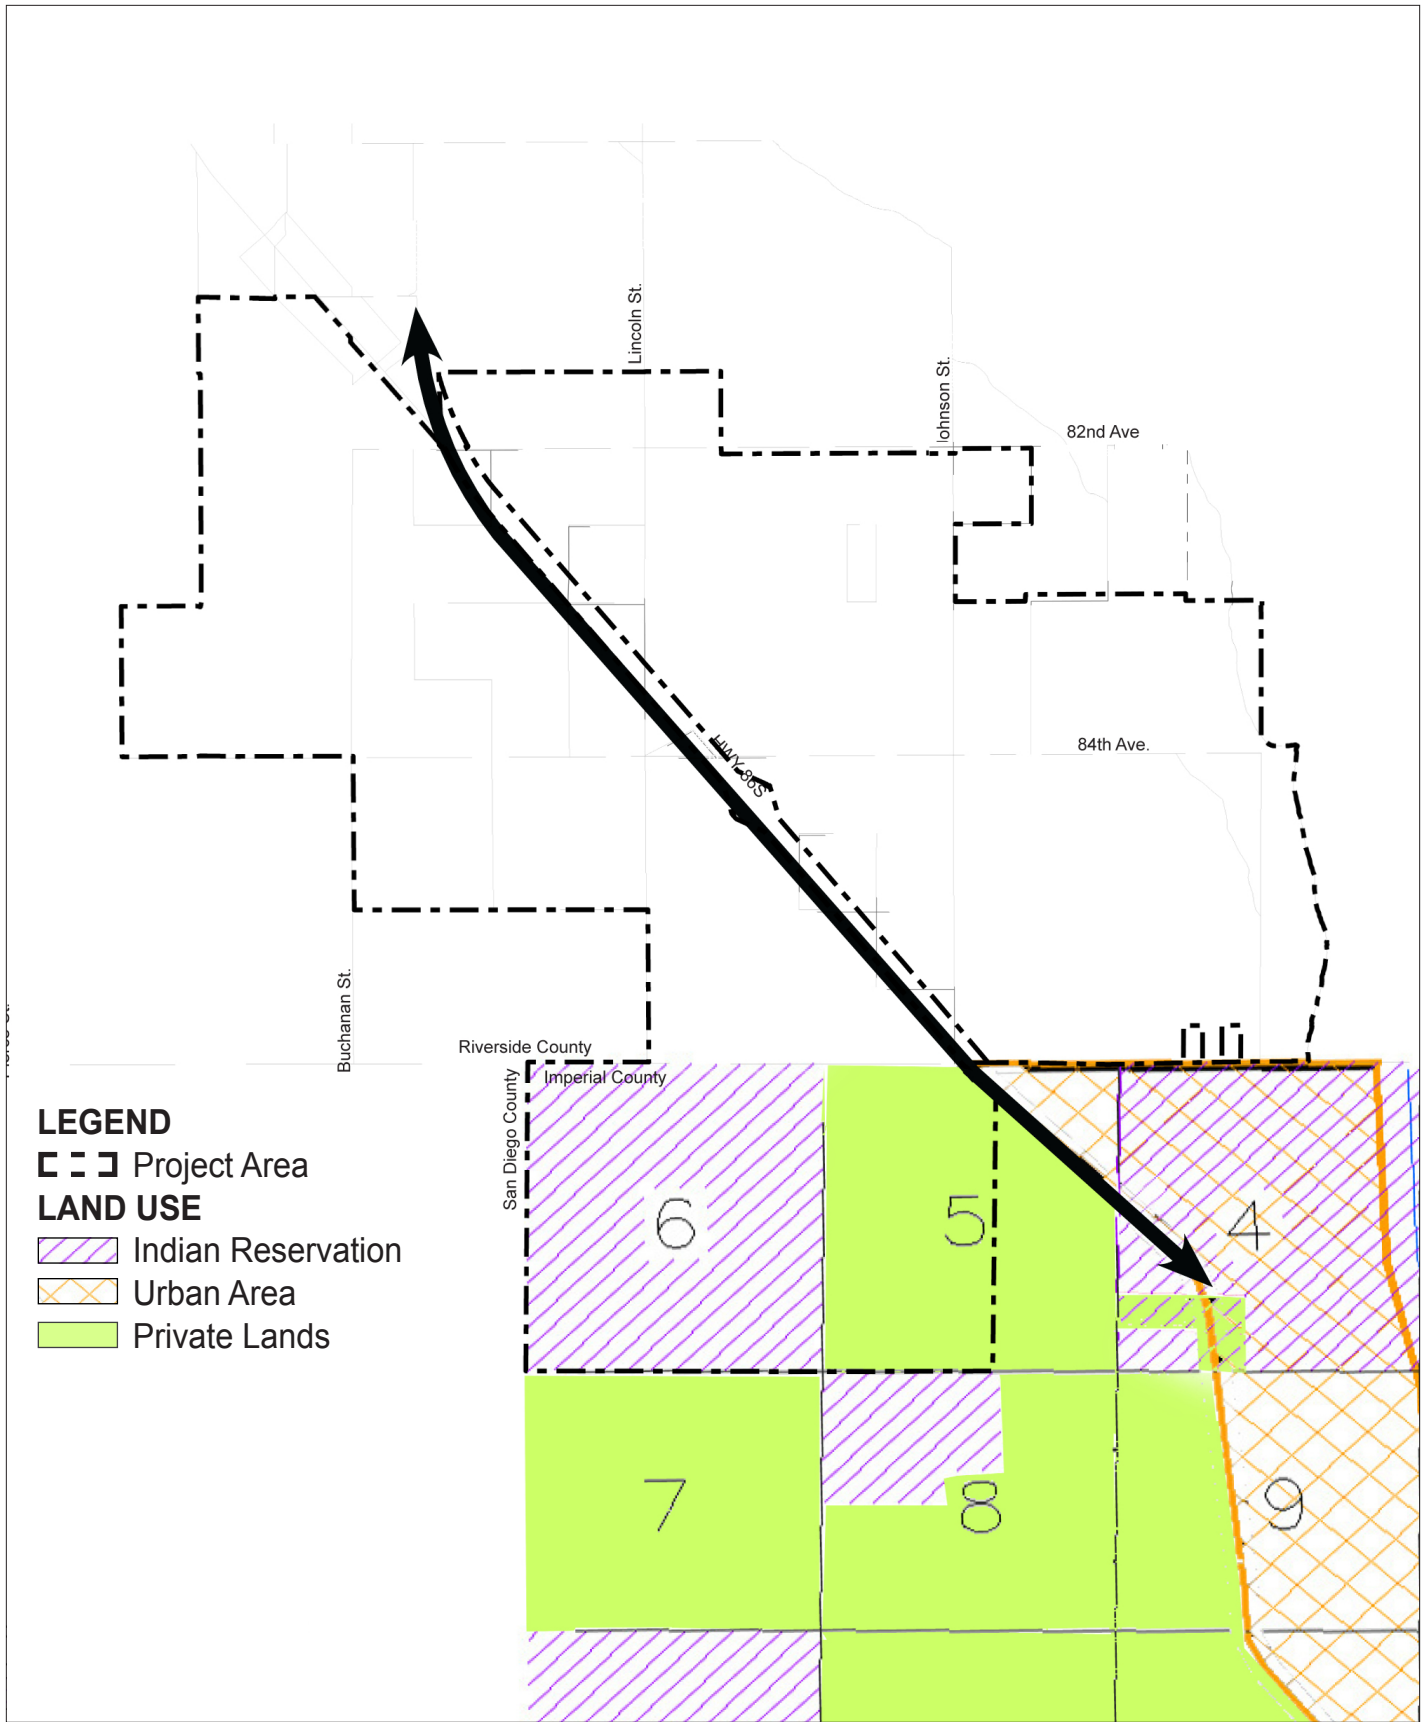 Lincoln St.
Johnson St.
82nd Ave
84th Ave.
HWY 86S
Buchanan St.
Riverside County
Imperial County
San Diego County
LEGEND
Project Area
LAND USE
Indian Reservation
Urban Area
Private Lands
6
5
4
7
8
9